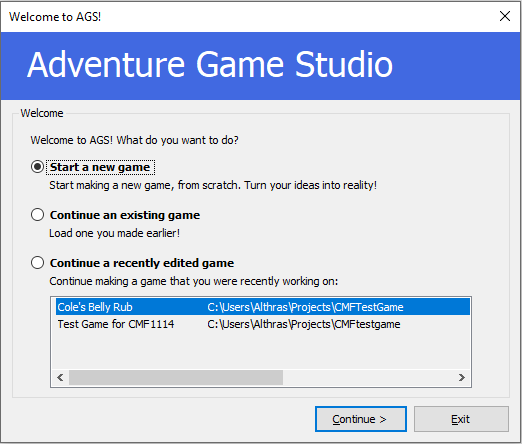 Welcome to AGS!
Adventure Game Studio
Welcome
Welcome to AGS! What do you want to do?
Start a new game
Start making a new game, from scratch. Turn your ideas into reality!
Continue an existing game
Load one you made earlier!
Continue a recently edited game
Continue making a game that you were recently working on:
Cole's Belly Rub C:\Users\Althras\Projects\CMFTestGame
Test Game for CMF1114 C:\Users\Althras\Projects\CMFtestgame
Continue > Exit